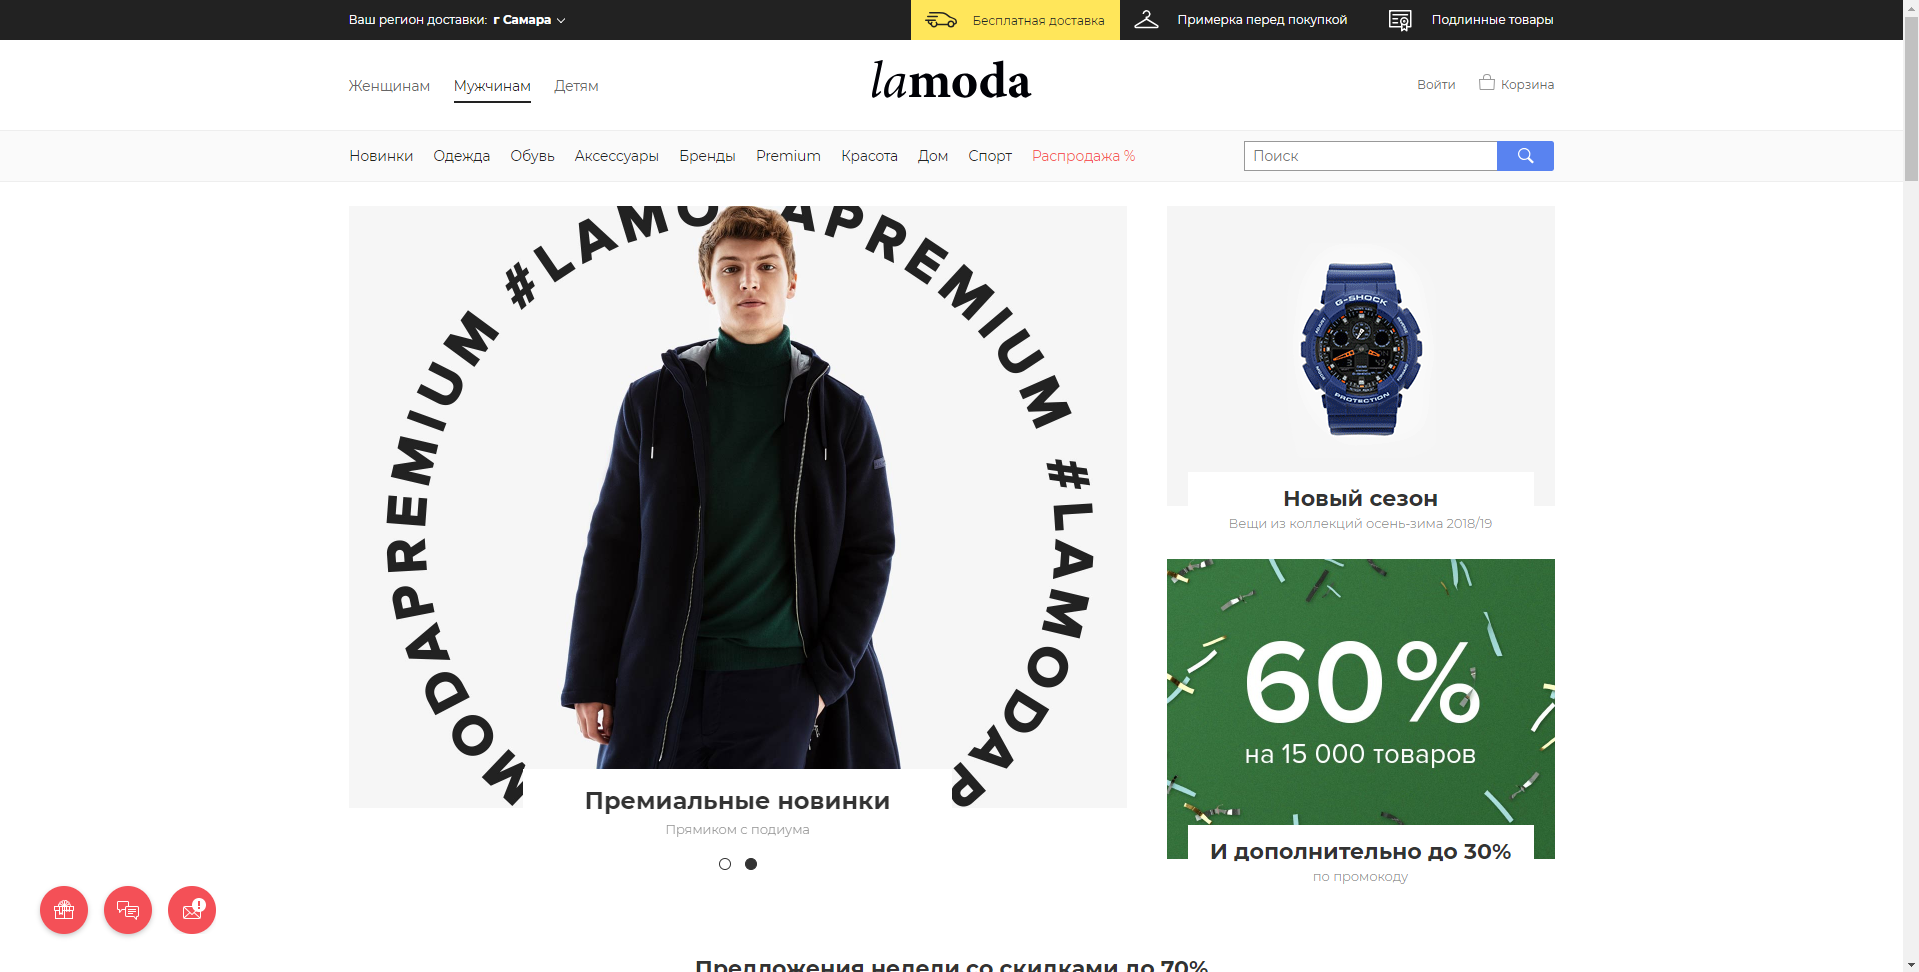 Ваш регион доставки: г Самара
Бесплатная доставка
Примерка перед покупкой
Подлинные товары
Женщинам Мужчинам Детям
lamoda
Войти Корзина
Новинки Одежда Обувь Аксессуары Бренды Premium Красота Дом Спорт Распродажа %
Поиск
#LAMODAPREMIUM #LAMODAP
MODAPREMIUM
Премиальные новинки
Прямиком с подиума
G-SHOCK
PROTECTION
Новый сезон
Вещи из коллекций осень-зима 2018/19
60%
на 15 000 товаров
И дополнительно до 30%
по промокоду
Предложения недели со скидками до 70%